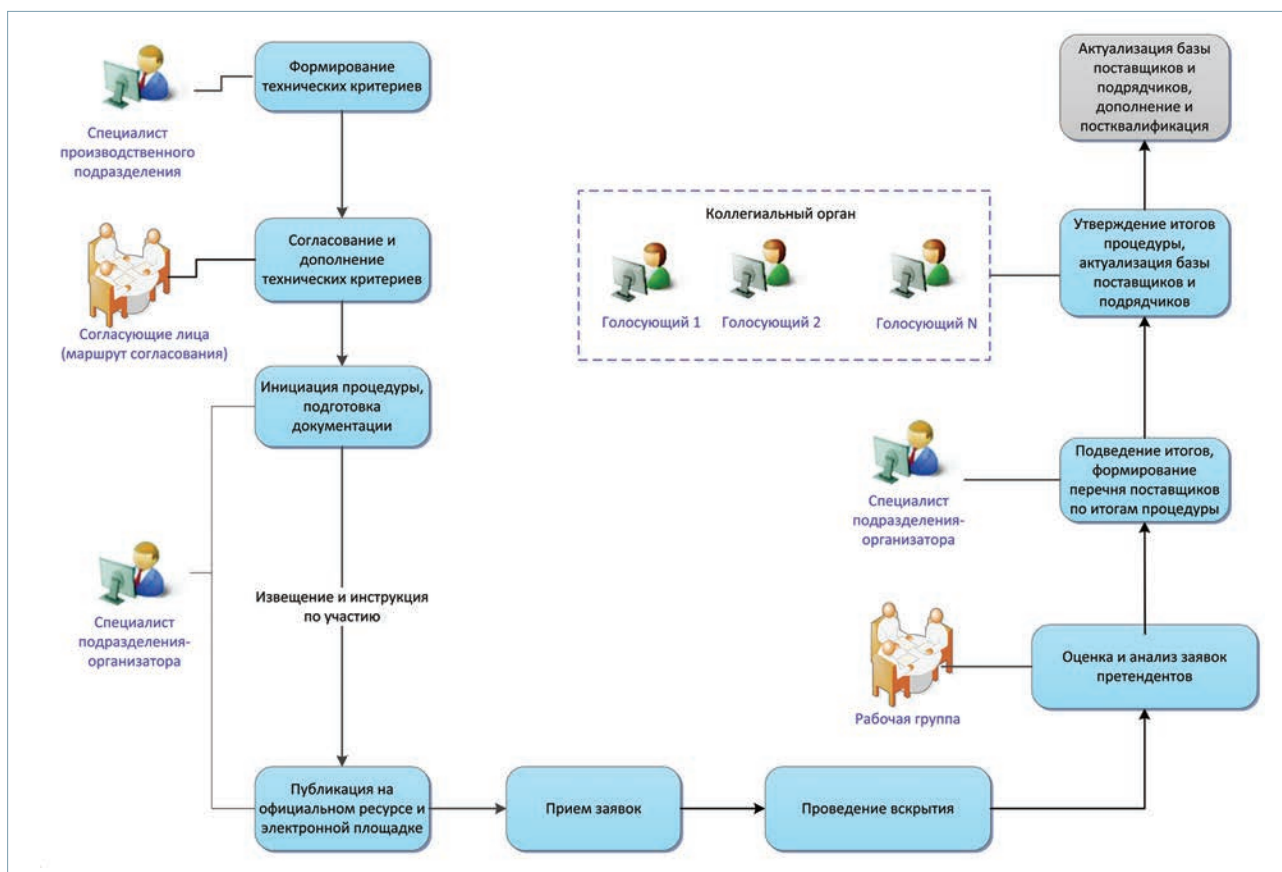 Формирование
технических критериев
Специалист
производственного
подразделения
Согласование и
дополнение
технических критериев
Согласующие лица
(маршрут согласования)
Инициация процедуры,
подготовка
документации
Специалист
подразделения-
организатора
Извещение и инструкция
по участию
Публикация на
официальном ресурсе и
электронной площадке
Прием заявок
Проведение вскрытия
Оценка и анализ заявок
претендентов
Рабочая группа
Подведение итогов,
формирование
перечня поставщиков
по итогам процедуры
Специалист
подразделения-
организатора
Коллегиальный орган
Голосующий 1
Голосующий 2
Голосующий N
Утверждение итогов
процедуры,
актуализация базы
поставщиков и
подрядчиков
Актуализация базы
поставщиков и
подрядчиков,
дополнение и
постквалификация